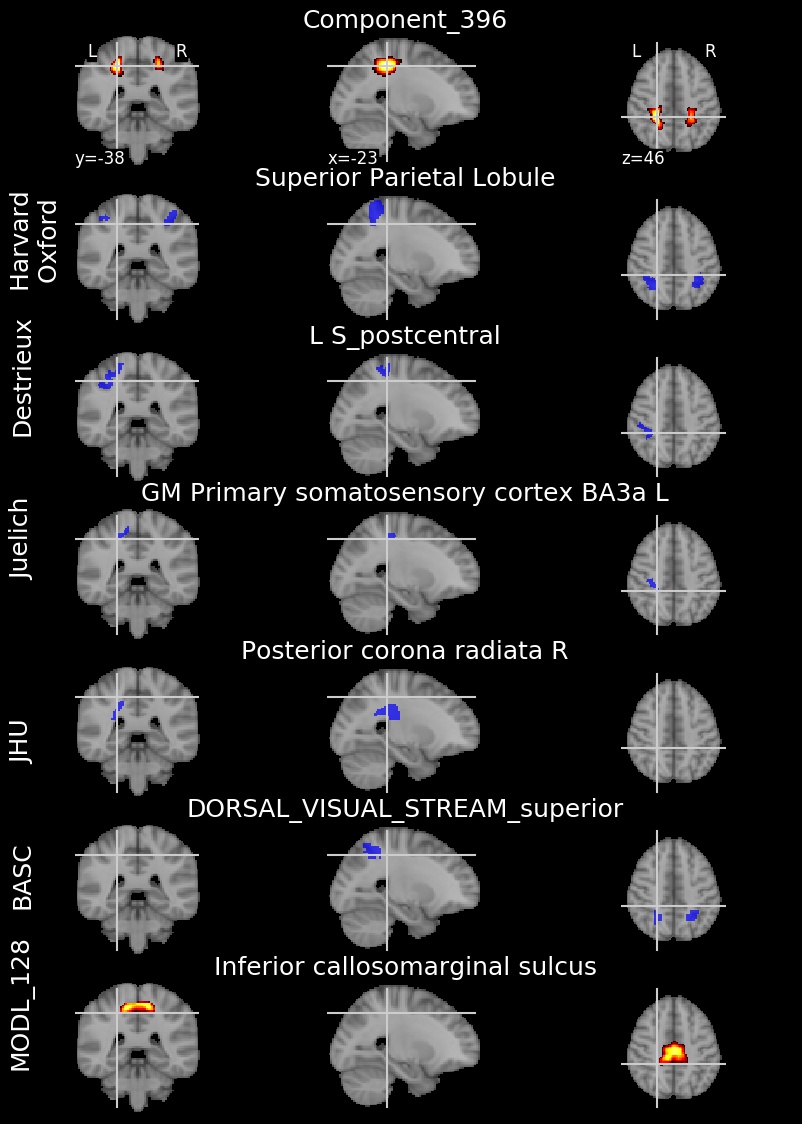 Component_396
L R
L R
y=-38
x=-23
z=46
Superior Parietal Lobule
Harvard
Oxford
L S_postcentral
Destrieux
GM Primary somatosensory cortex BA3a L
Juelich
Posterior corona radiata R
JHU
DORSAL_VISUAL_STREAM_superior
BASC
Inferior callosomarginal sulcus
MODL_128